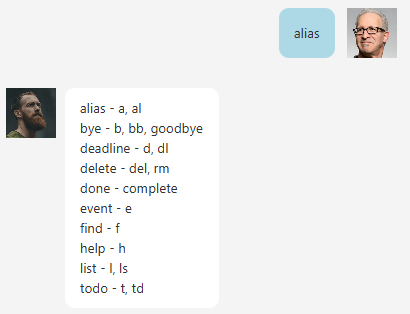 alias
alias - a, al
bye - b, bb, goodbye
deadline - d, dl
delete - del, rm
done - complete
event - e
find - f
help - h
list - l, ls
todo - t, td